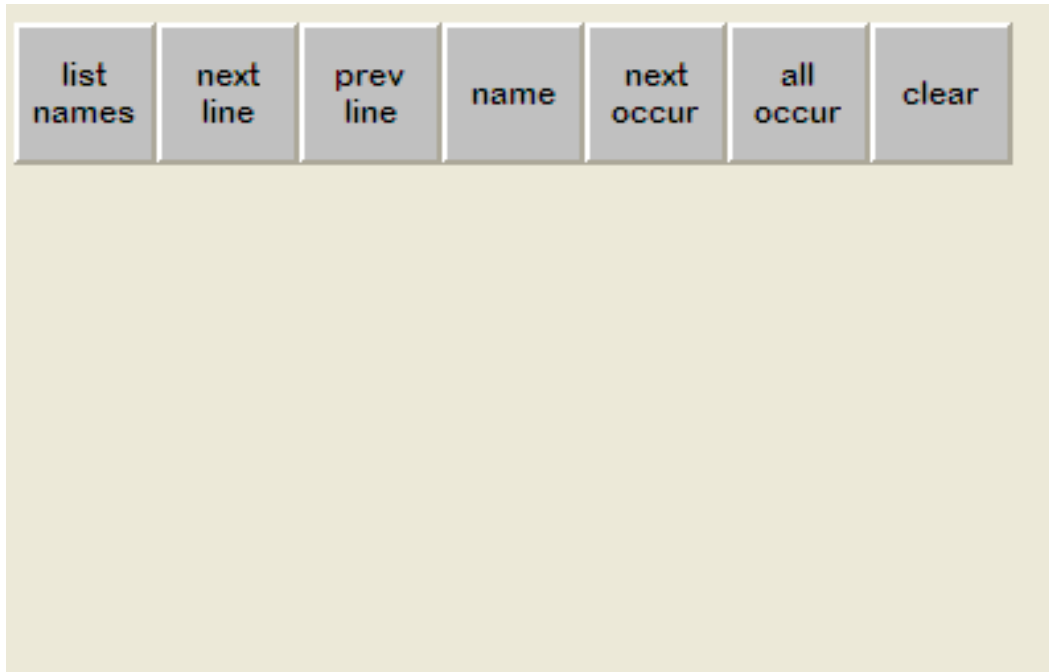 list
names
next
line
prev
line
name
next
occur
all
occur
clear